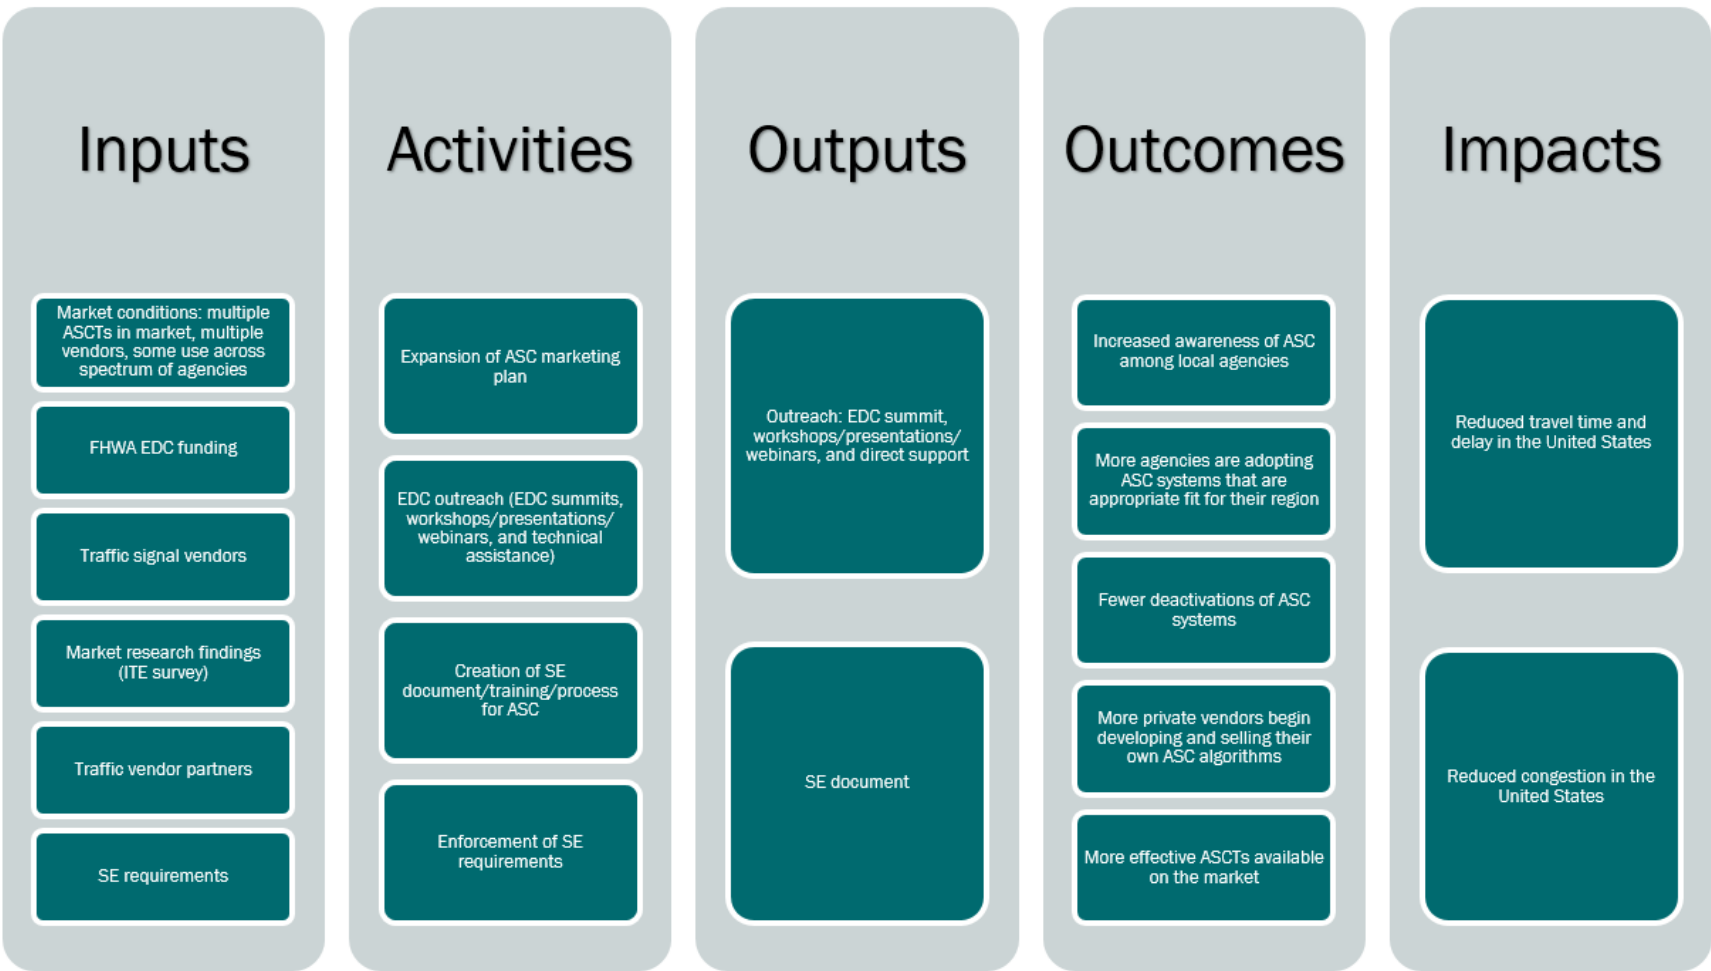 Inputs
Market conditions: multiple
ASCTs in market, multiple
vendors, some use across
spectrum of agencies
FHWA EDC funding
Traffic signal vendors
Market research findings
(ITE survey)
Traffic vendor partners
SE requirements
Activities
Expansion of ASC marketing
plan
EDC outreach (EDC summits,
workshops/presentations/
webinars, and technical
assistance)
Creation of SE
document/training/process
for ASC
Enforcement of SE
requirements
Outputs
Outreach: EDC summit,
workshops/presentations/
webinars, and direct support
SE document
Outcomes
Increased awareness of ASC
among local agencies
More agencies are adopting
ASC systems that are
appropriate fit for their region
Fewer deactivations of ASC
systems
More private vendors begin
developing and selling their
own ASC algorithms
More effective ASCTs available
on the market
Impacts
Reduced travel time and
delay in the United States
Reduced congestion in the
United States